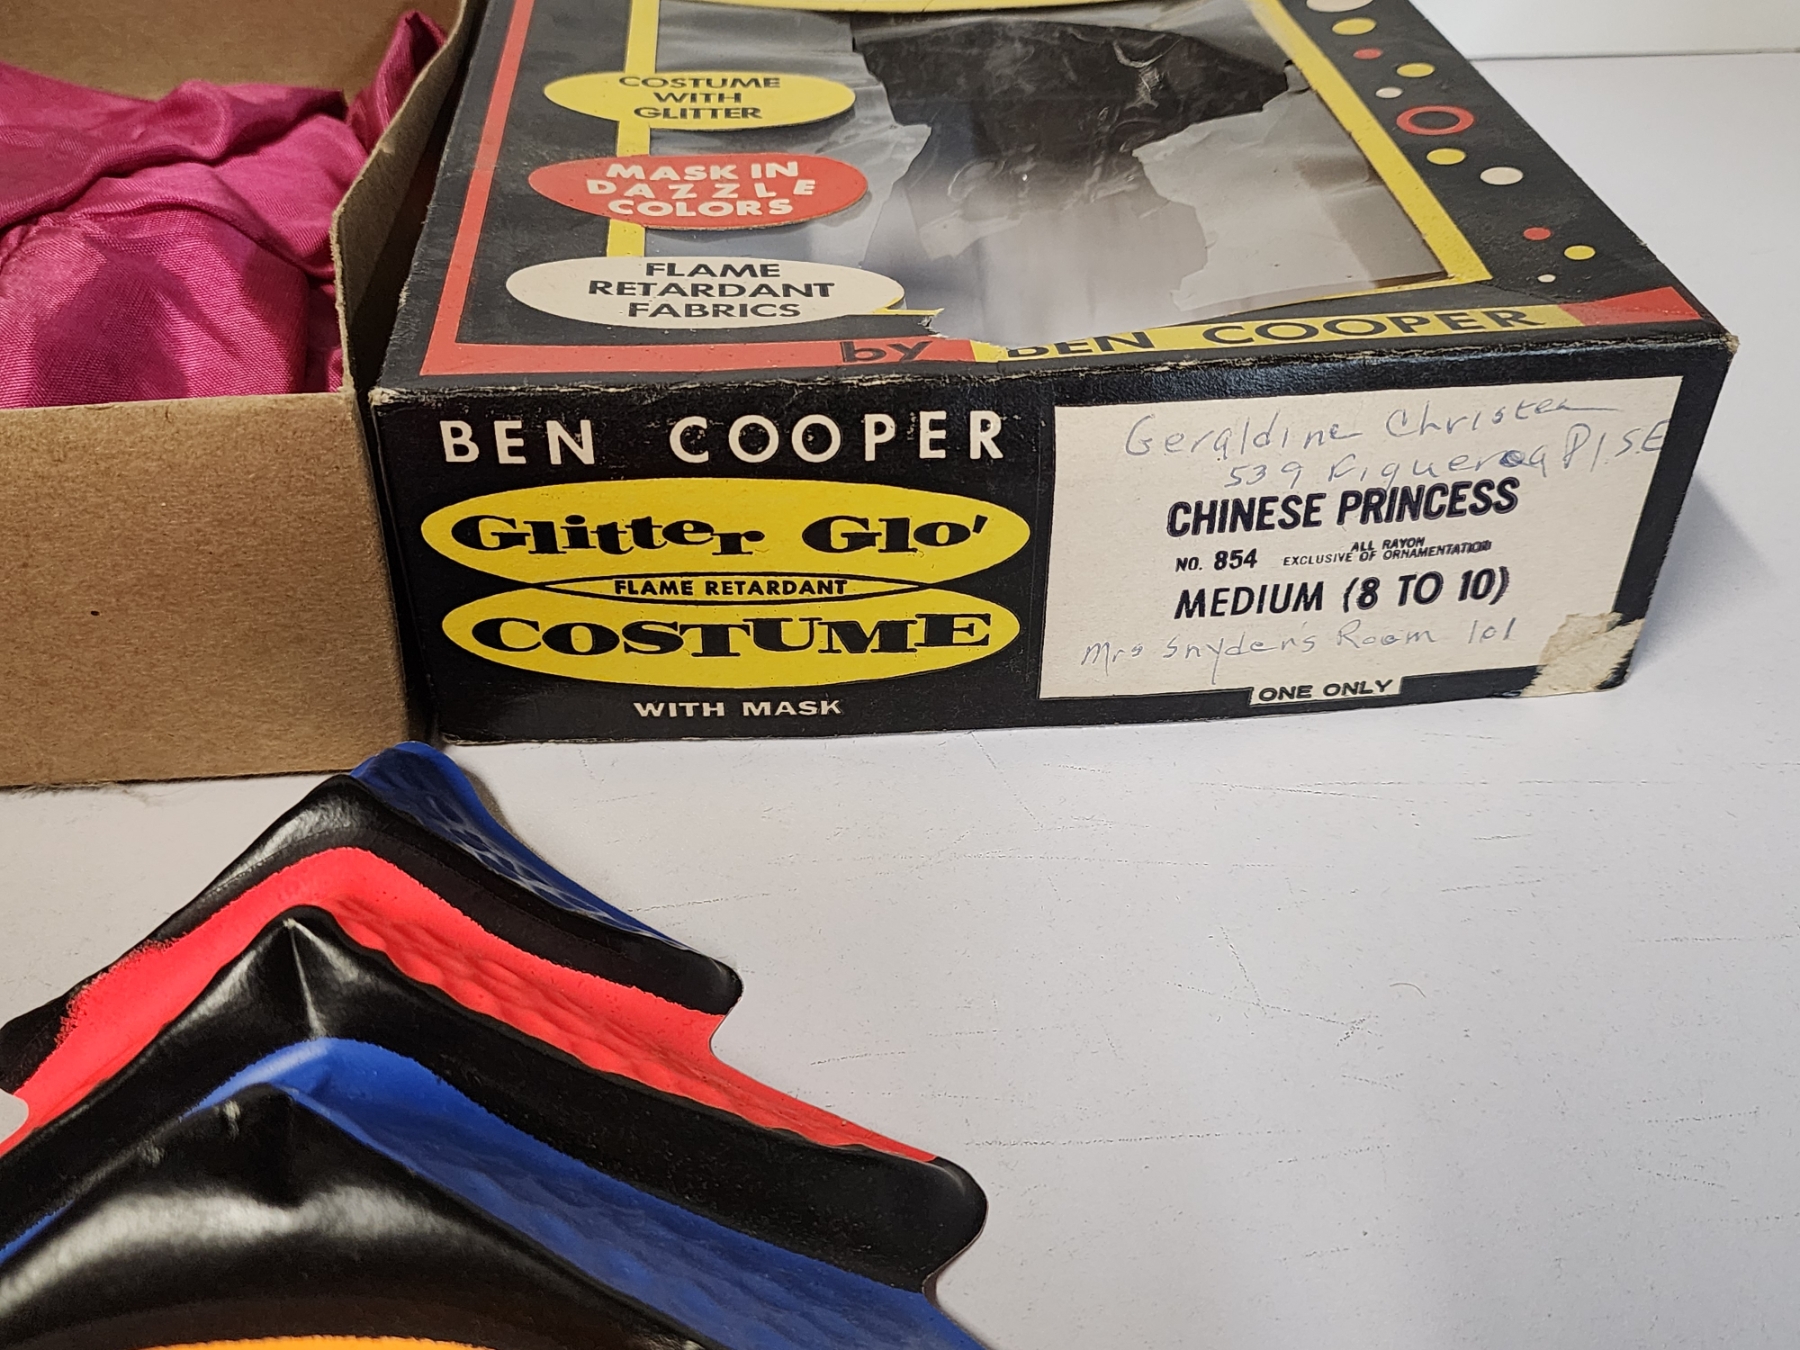 COSTUME
WITH
GLITTER
MASK IN
DAZZLE
COLORS
FLAME
RETARDANT
FABRICS
by BEN COOPER
BEN COOPER
Glitter Glo'
FLAME RETARDANT
COSTUME
WITH MASK
Geraldine Christen
539 Figueroa Pl S.E
CHINESE PRINCESS
NO. 854 ALL RAYON
EXCLUSIVE OF ORNAMENTATION
MEDIUM (8 TO 10)
Mrs Snyder's Room 101
ONE ONLY